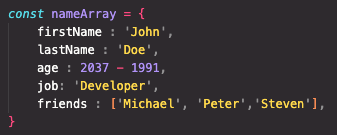 const nameArray = {
firstName : 'John',
lastName : 'Doe',
age : 2037 - 1991,
job: 'Developer',
friends : ['Michael', 'Peter','Steven'],
}